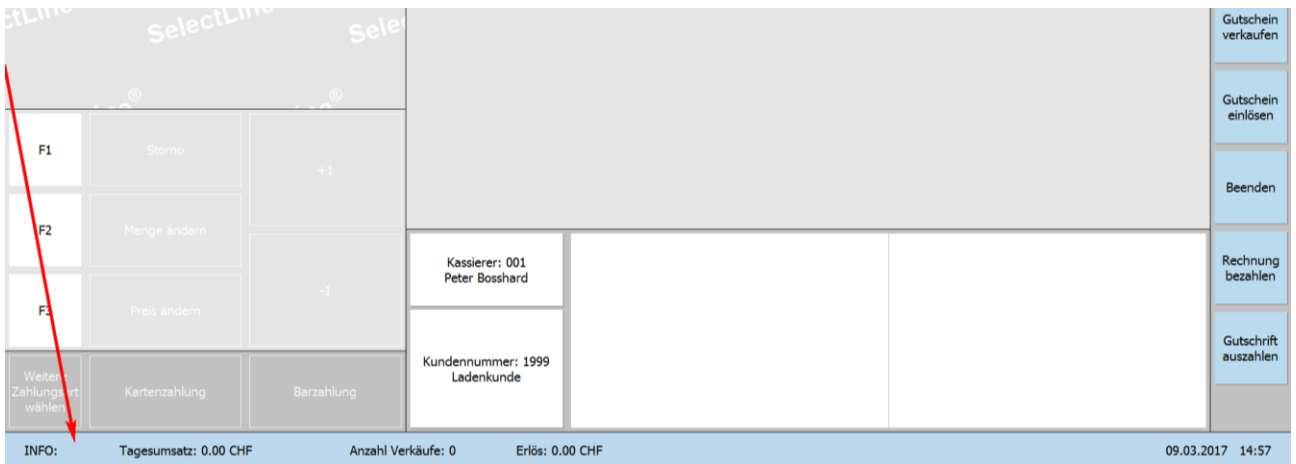 SelectLine
Gutschein
verkaufen
Gutschein
einlösen
Beenden
Rechnung
bezahlen
Gutschrift
auszahlen
F1
Storno
+1
F2
Menge ändern
-1
F3
Preis ändern
Weitere
Zahlungsart
wählen
Kartenzahlung
Barzahlung
Kassierer: 001
Peter Bosshard
Kundennummer: 1999
Ladenkunde
INFO:
Tagesumsatz: 0.00 CHF
Anzahl Verkäufe: 0
Erlös: 0.00 CHF
09.03.2017 14:57